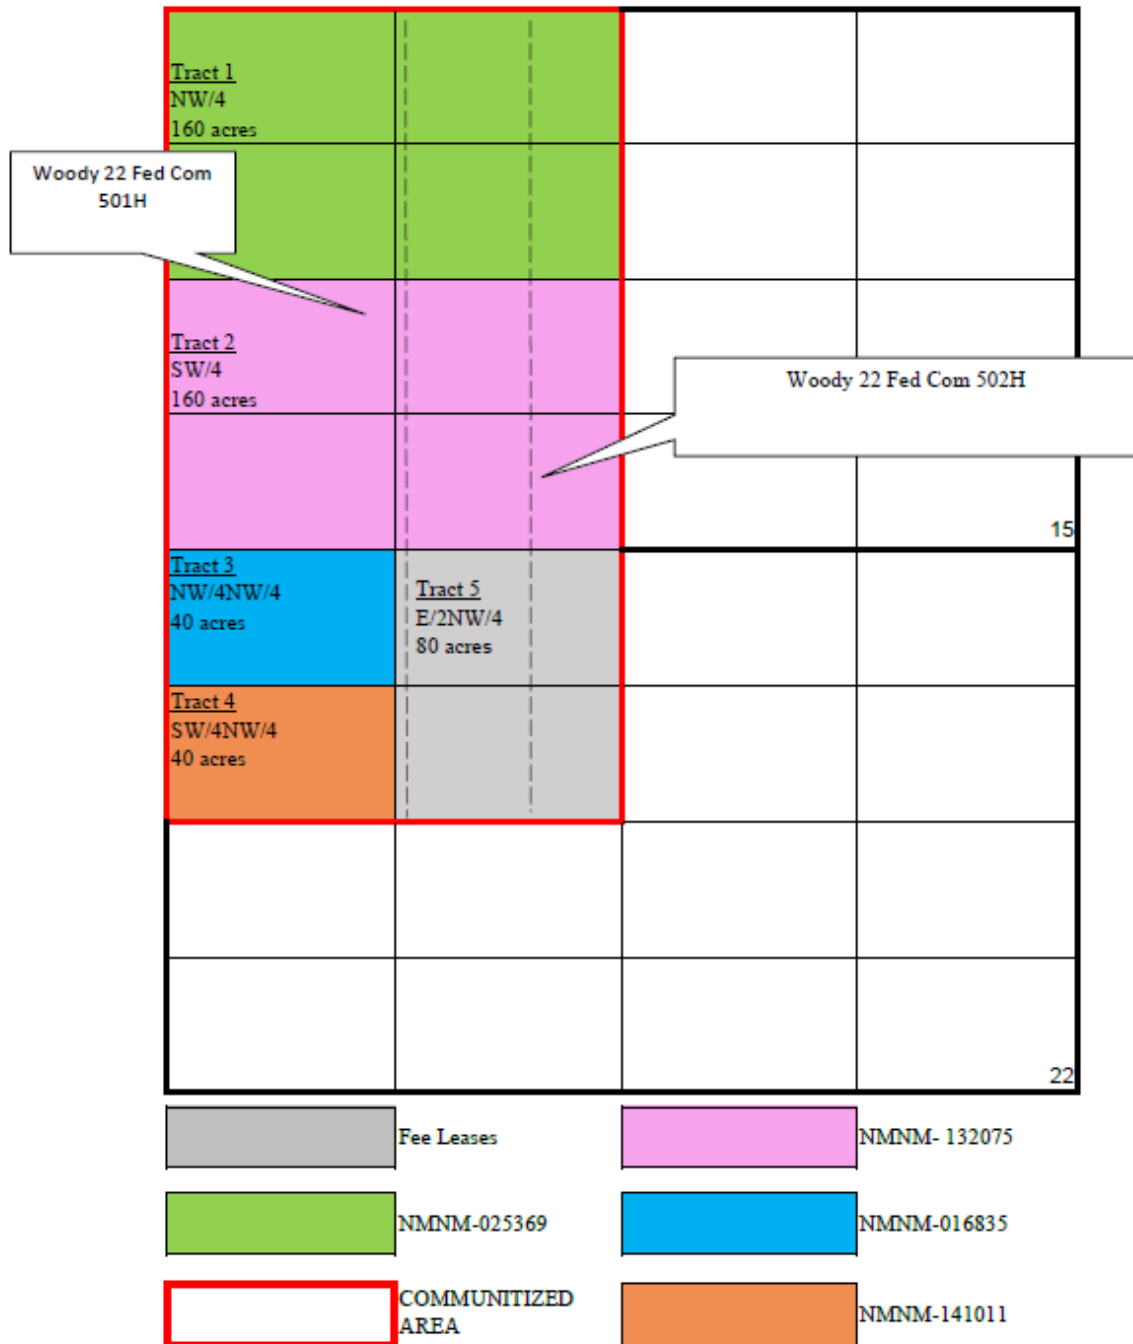 Tract 1
NW/4
160 acres
Woody 22 Fed Com
501H
Tract 2
SW/4
160 acres
Woody 22 Fed Com 502H
15
Tract 3
NW/4NW/4
40 acres
Tract 5
E/2NW/4
80 acres
Tract 4
SW/4NW/4
40 acres
22
Fee Leases
NMNM- 132075
NMNM-025369
NMNM-016835
COMMUNITIZED
AREA
NMNM-141011